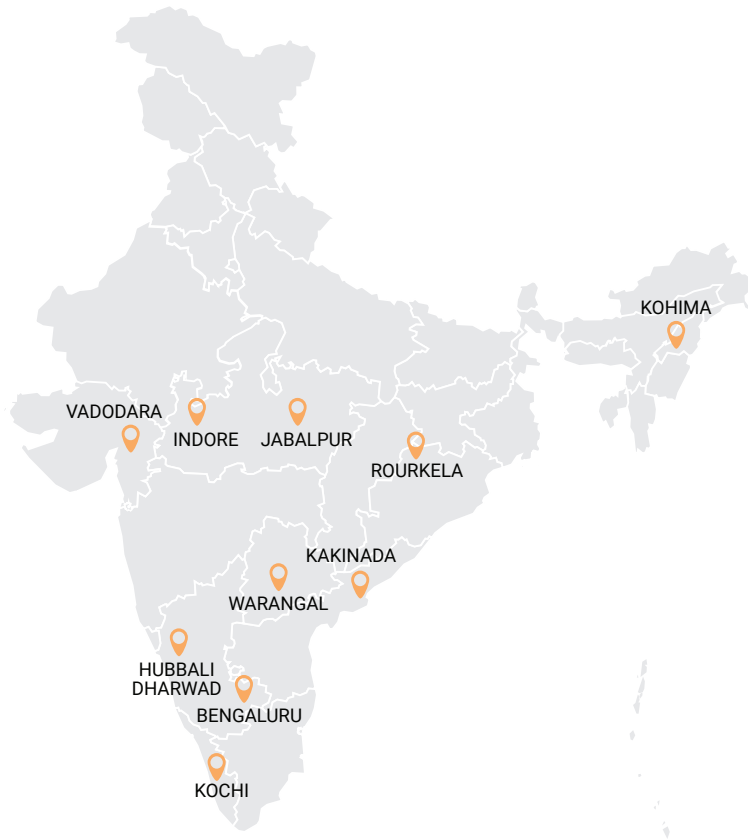 KOHIMA
VADODARA
INDORE
JABALPUR
ROURKELA
KAKINADA
WARANGAL
HUBBALI
DHARWAD
BENGALURU
KOCHI